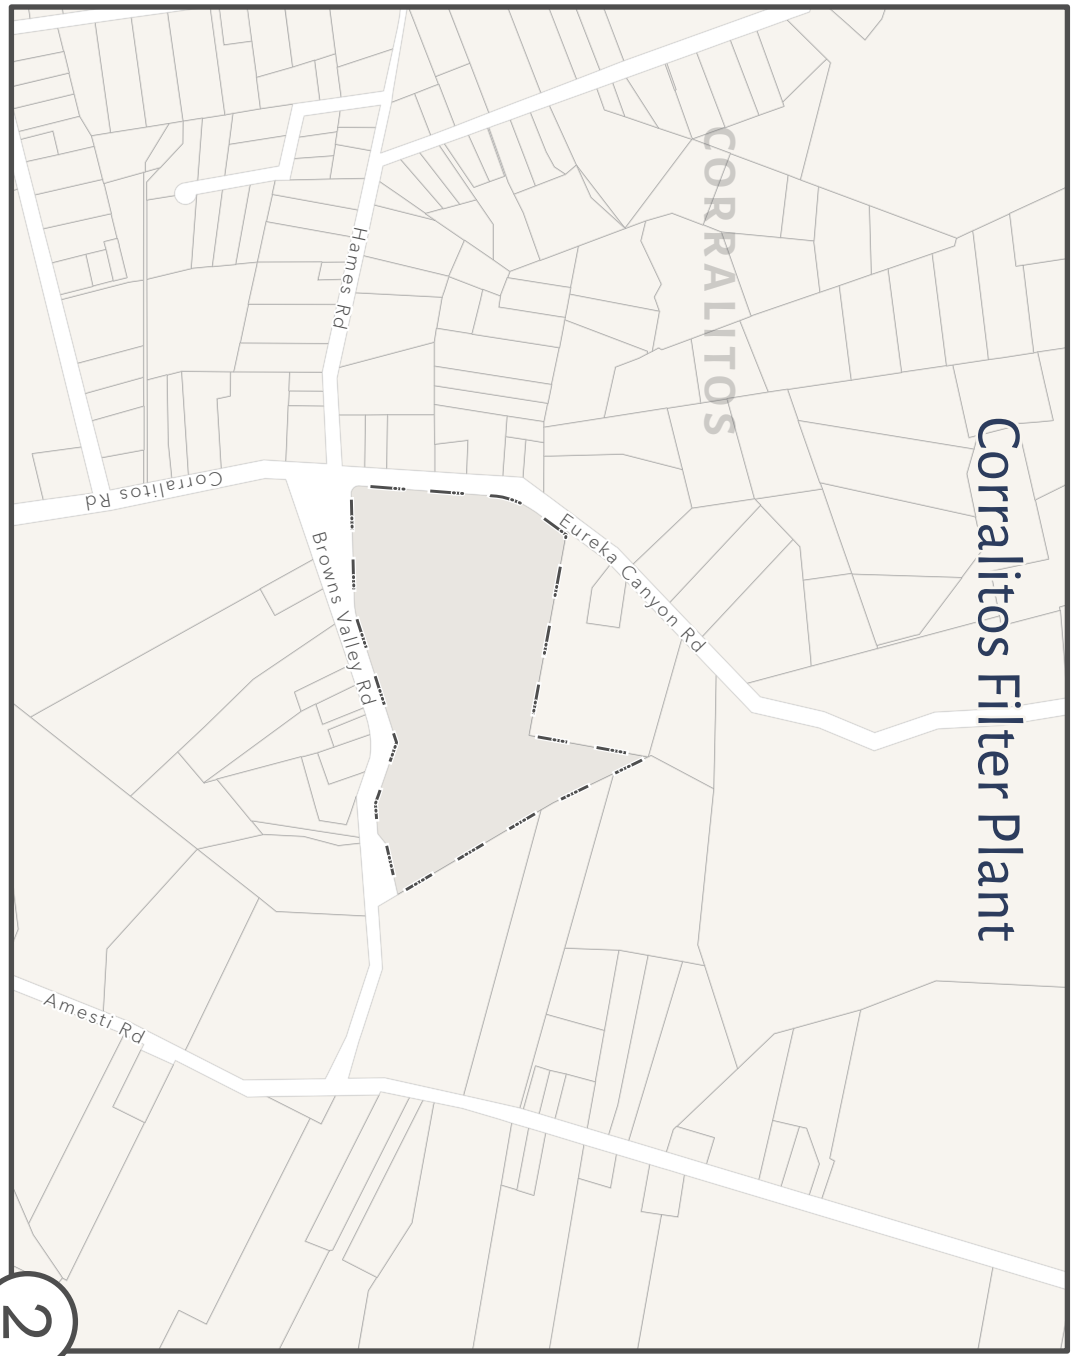 Corralitos Filter Plant
CORRALITOS
Hames Rd
Eureka Canyon Rd
Corralitos Rd
Browns Valley Rd
Amesti Rd
2